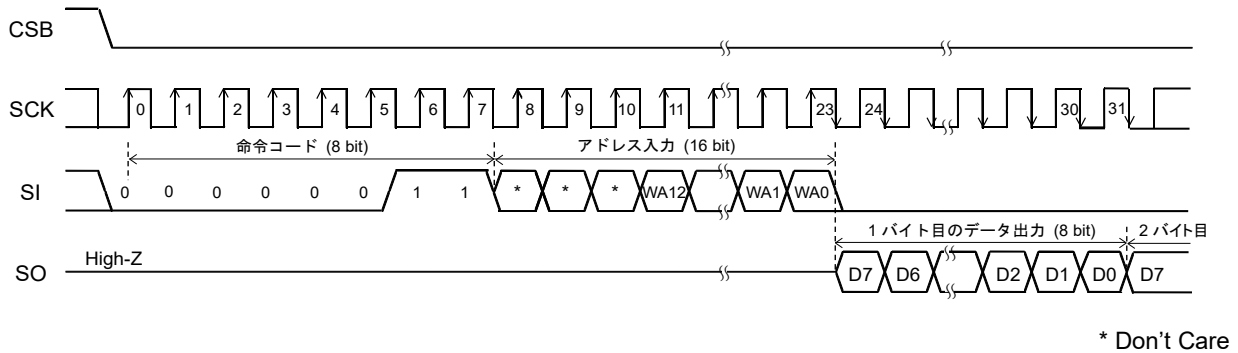 CSB
SCK 0 1 2 3 4 5 6 7 8 9 10 11 23 24 30 31
命令コード (8 bit) アドレス入力 (16 bit)
SI 0 0 0 0 0 0 1 1 * * * WA12 WA1 WA0
1 バイト目のデータ出力 (8 bit) 2 バイト目
High-Z
SO D7 D6 D2 D1 D0 D7
* Don't Care